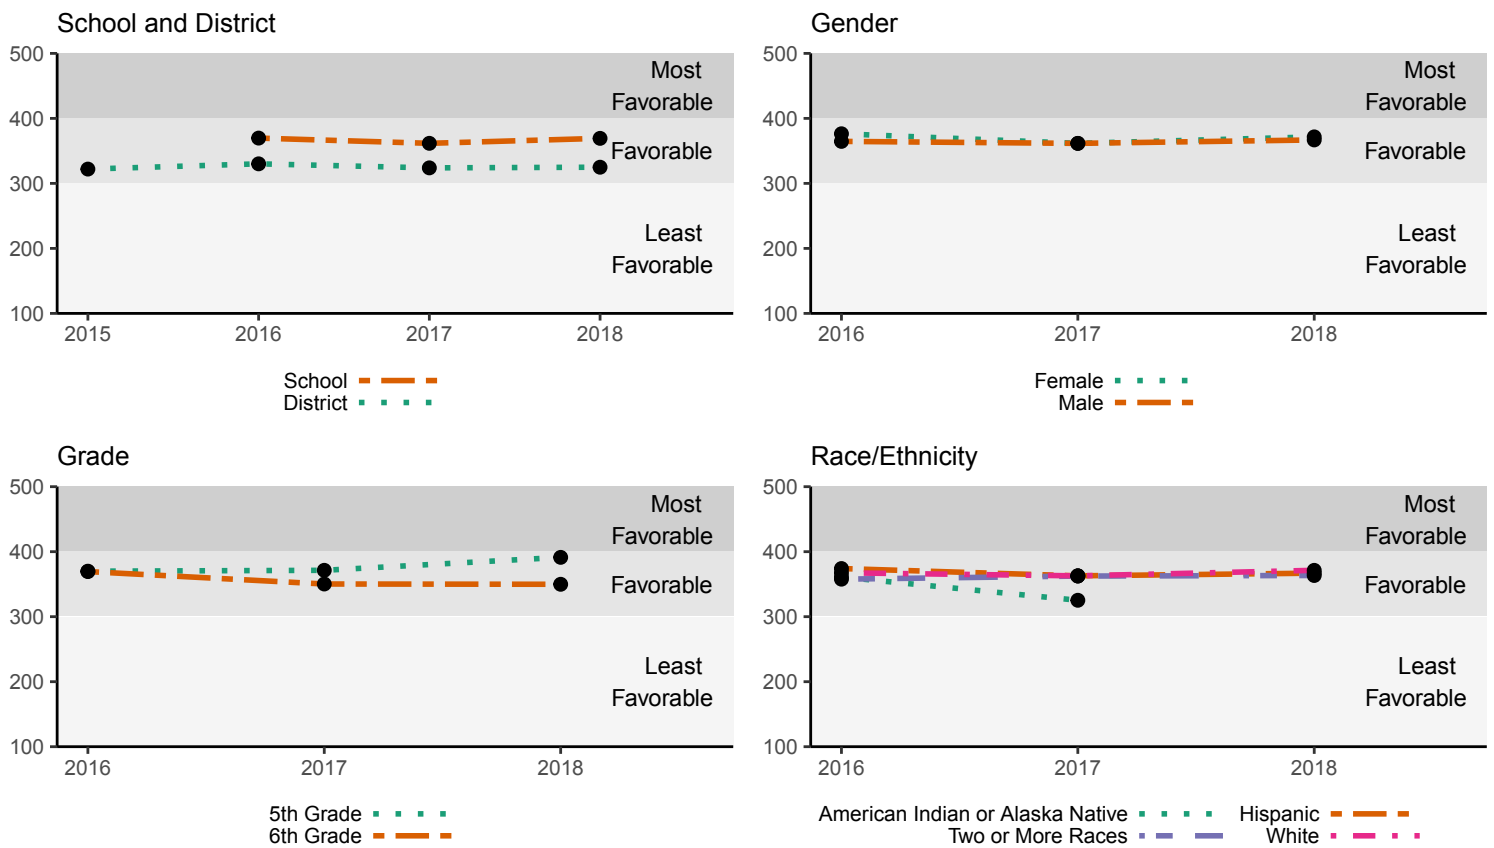 School and District
500
400
300
200
100
Most
Favorable
Favorable
Least
Favorable
2015 2016 2017 2018
School
District
Gender
500
400
300
200
100
Most
Favorable
Favorable
Least
Favorable
2016 2017 2018
Female
Male
Grade
500
400
300
200
100
Most
Favorable
Favorable
Least
Favorable
2016 2017 2018
5th Grade
6th Grade
Race/Ethnicity
500
400
300
200
100
Most
Favorable
Favorable
Least
Favorable
2016 2017 2018
American Indian or Alaska Native Hispanic
Two or More Races White